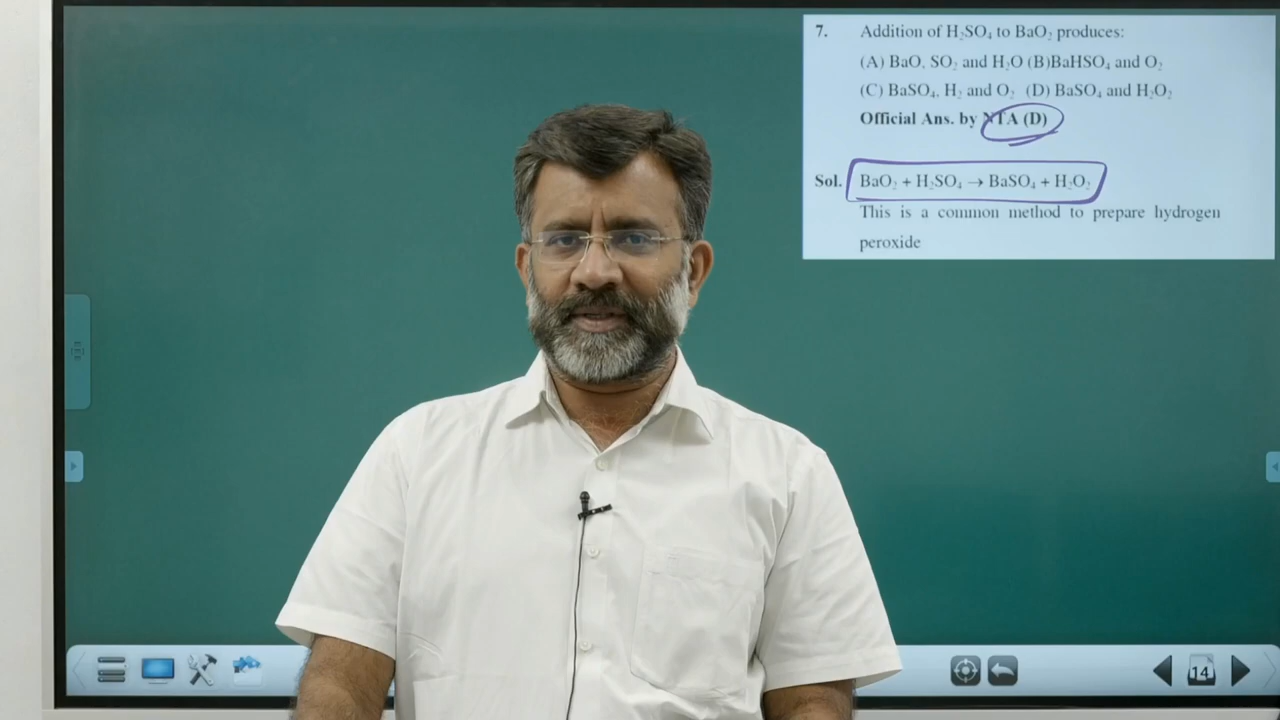 7. Addition of H₂SO₄ to BaO₂ produces:
(A) BaO, SO₂ and H₂O (B)BaHSO₄ and O₂
(C) BaSO₄, H₂ and O₂ (D) BaSO₄ and H₂O₂
Official Ans. by NTA (D)
Sol. BaO₂ + H₂SO₄ → BaSO₄ + H₂O₂
This is a common method to prepare hydrogen
peroxide
14